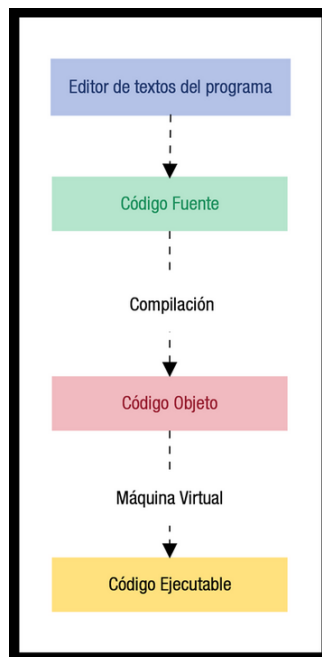 Editor de textos del programa
Código Fuente
Compilación
Código Objeto
Máquina Virtual
Código Ejecutable